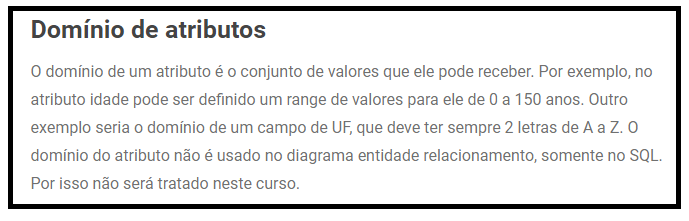 Domínio de atributos
O domínio de um atributo é o conjunto de valores que ele pode receber. Por exemplo, no
atributo idade pode ser definido um range de valores para ele de 0 a 150 anos. Outro
exemplo seria o domínio de um campo de UF, que deve ter sempre 2 letras de A a Z. O
domínio do atributo não é usado no diagrama entidade relacionamento, somente no SQL.
Por isso não será tratado neste curso.